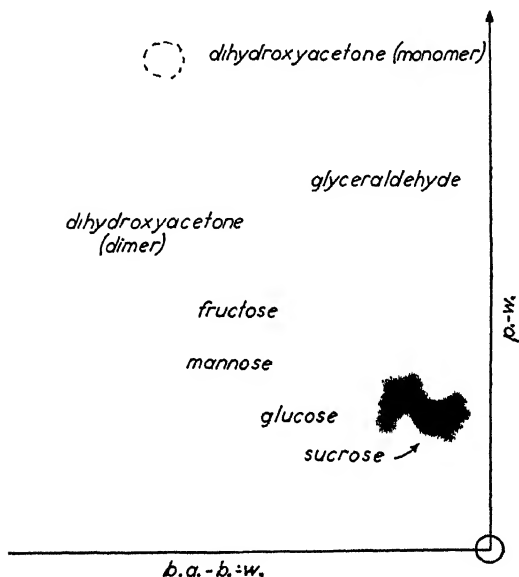 dihydroxyacetone (monomer)
glyceraldehyde
dihydroxyacetone
(dimer)
fructose
mannose
glucose
sucrose
p.-w.
b.a.-b.-w.